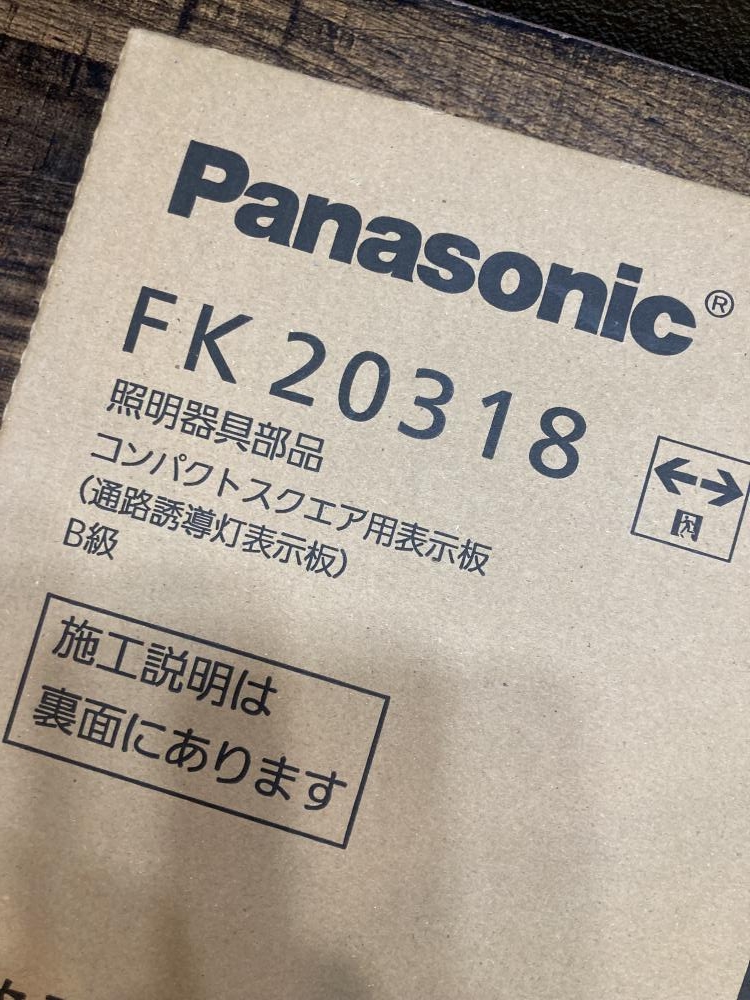 Panasonic®
FK20318
照明器具部品
コンパクトスクエア用表示板
(通路誘導灯表示板)
B級
施工説明は
裏面にあります